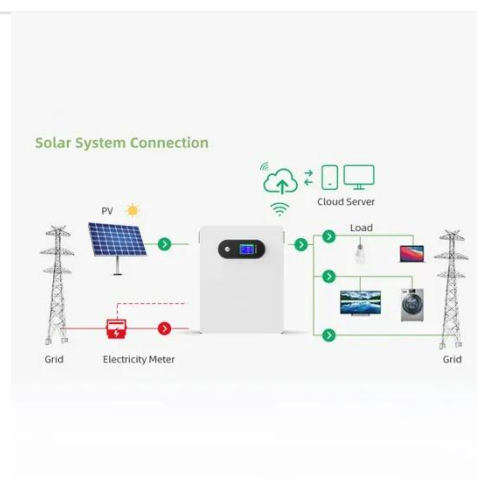 Solar System Connection
PV
Cloud Server
Load
Grid
Electricity Meter
Grid